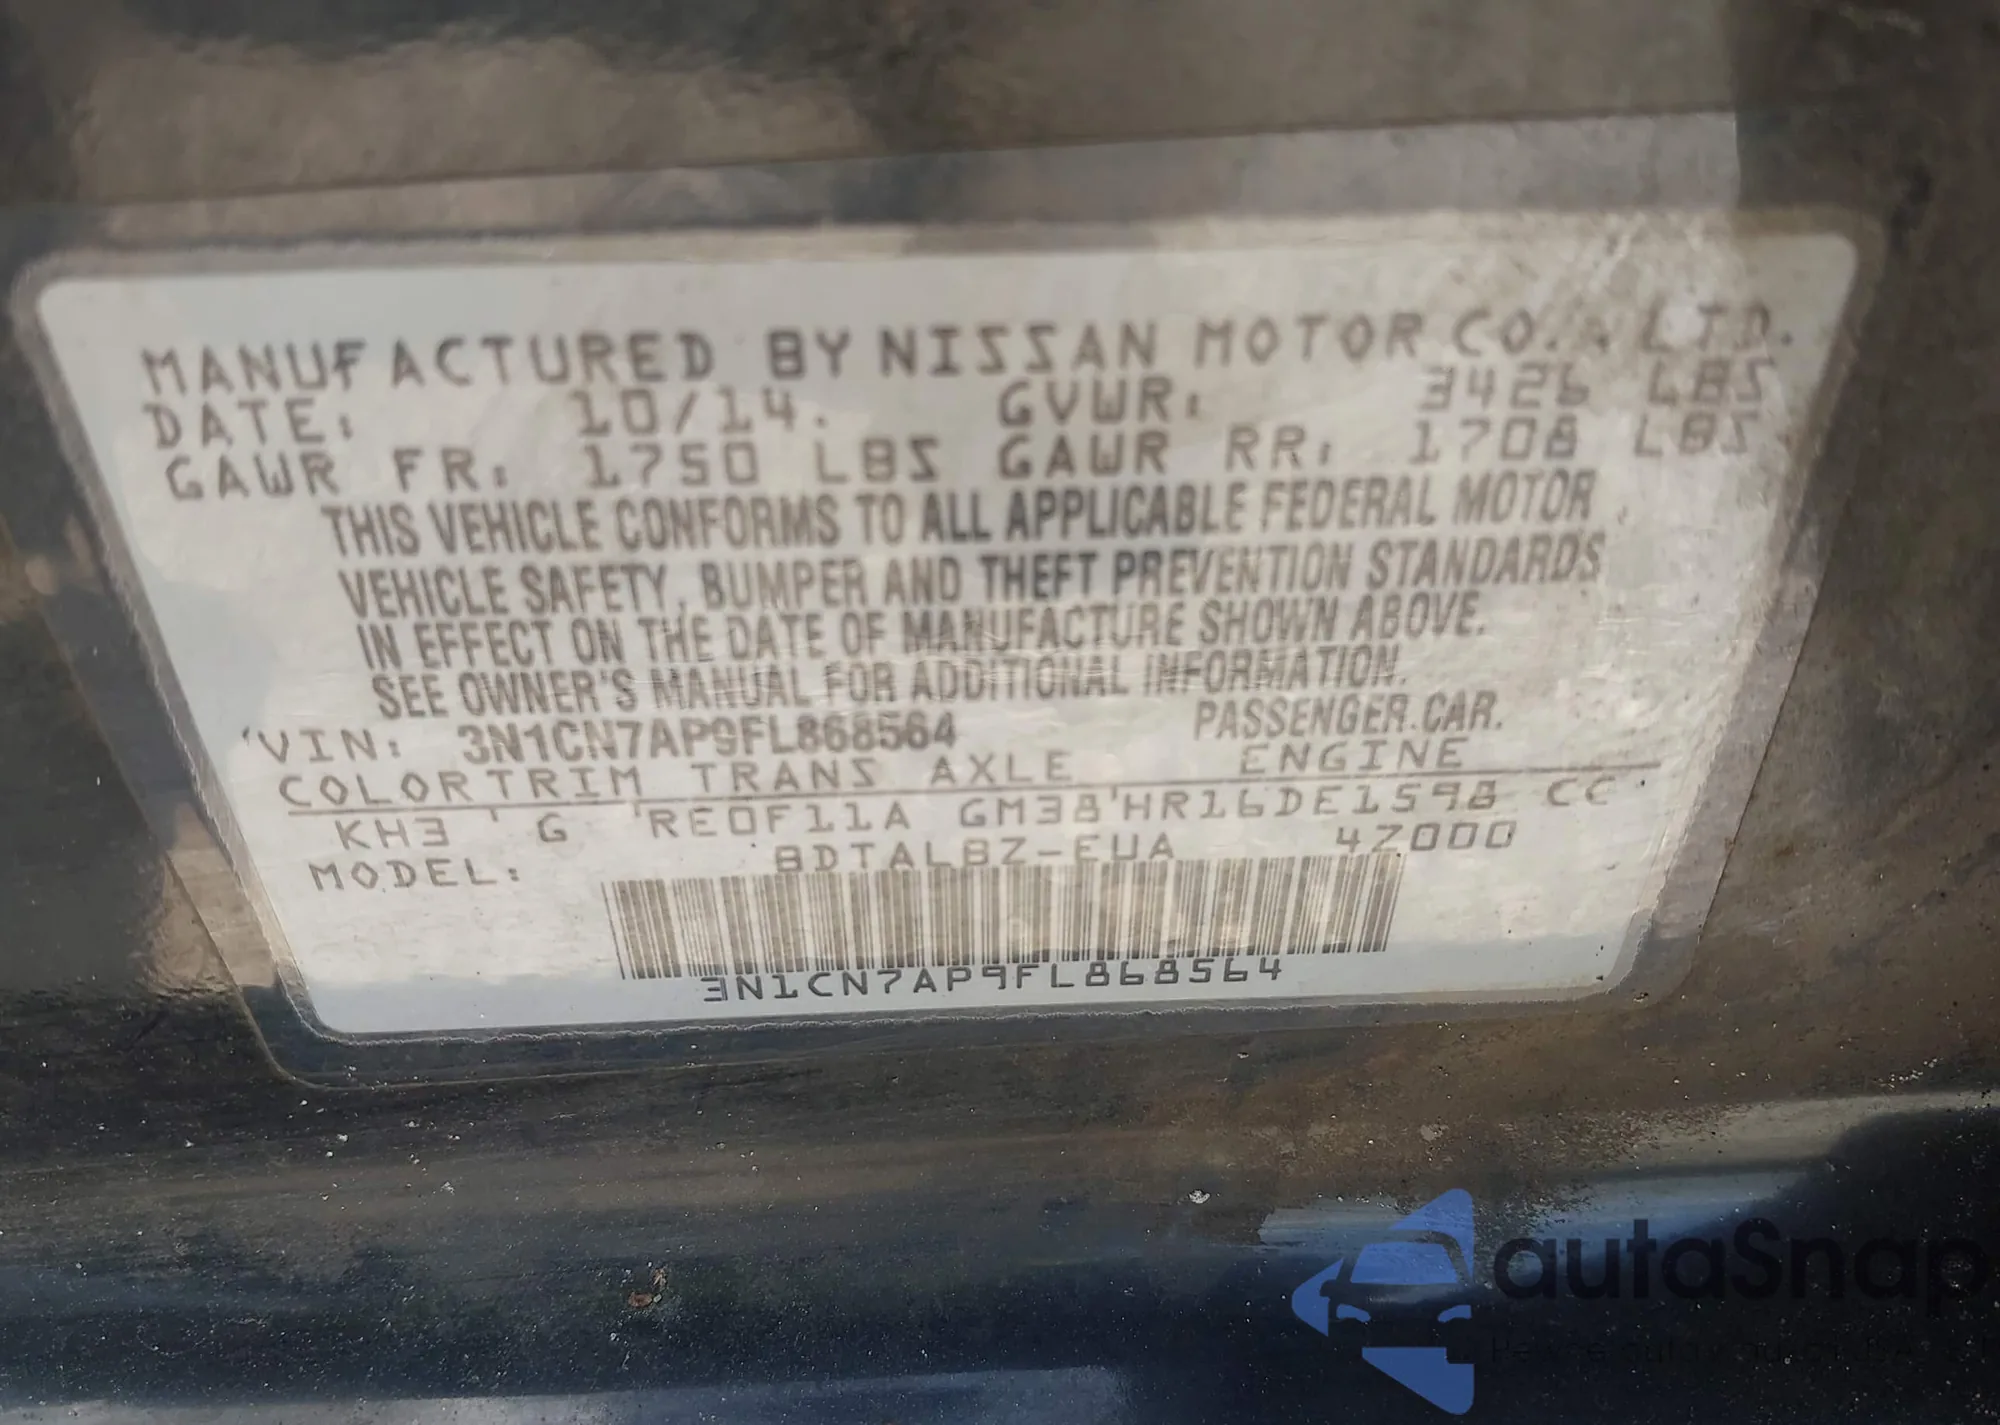 MANUFACTURED BY NISSAN MOTOR CO., LTD.
DATE: 10/14. GVWR: 3426 LBS
GAWR FR: 1750 LBS GAWR RR: 1708 LBS
THIS VEHICLE CONFORMS TO ALL APPLICABLE FEDERAL MOTOR
VEHICLE SAFETY, BUMPER AND THEFT PREVENTION STANDARDS
IN EFFECT ON THE DATE OF MANUFACTURE SHOWN ABOVE.
SEE OWNER'S MANUAL FOR ADDITIONAL INFORMATION.
VIN: 3N1CN7AP9FL868564 PASSENGER CAR.
COLOR TRIM TRANS AXLE ENGINE
KH3 G RE0F11A GM38 HR16DE1598 CC
MODEL: BDTALBZ-EUA 4Z000
3N1CN7AP9FL868564
autaSnap